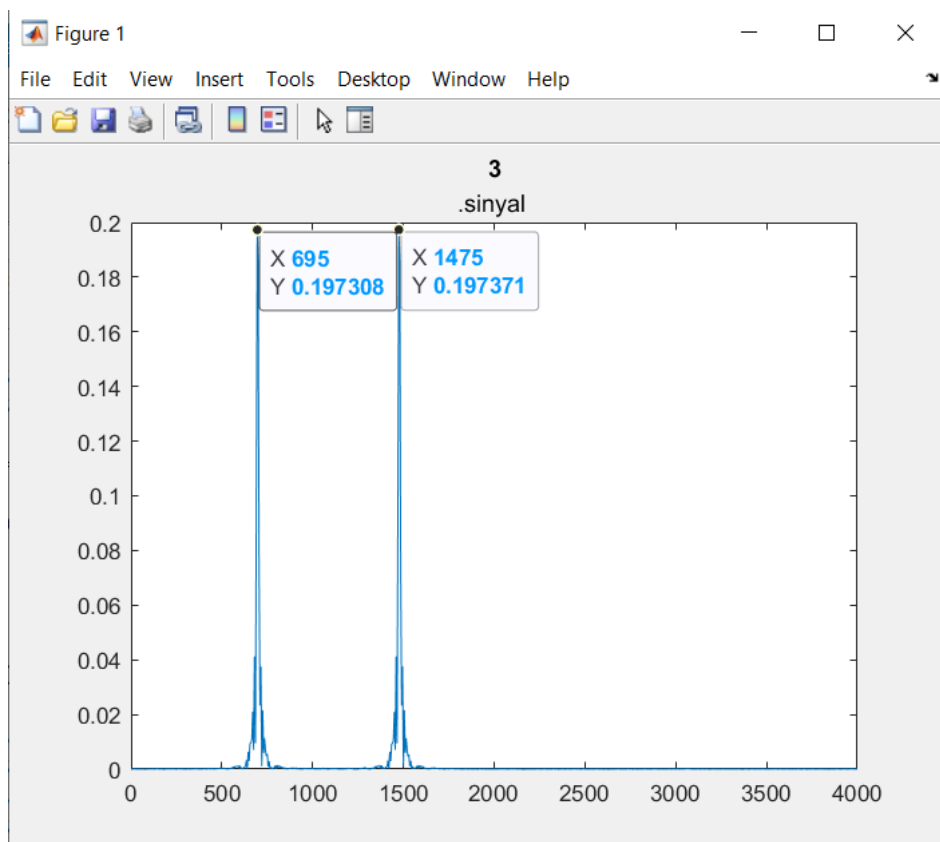 Figure 1
File Edit View Insert Tools Desktop Window Help
3
.sinyal
0.2
0.18
0.16
0.14
0.12
0.1
0.08
0.06
0.04
0.02
0
X 695
Y 0.197308
X 1475
Y 0.197371
0 500 1000 1500 2000 2500 3000 3500 4000